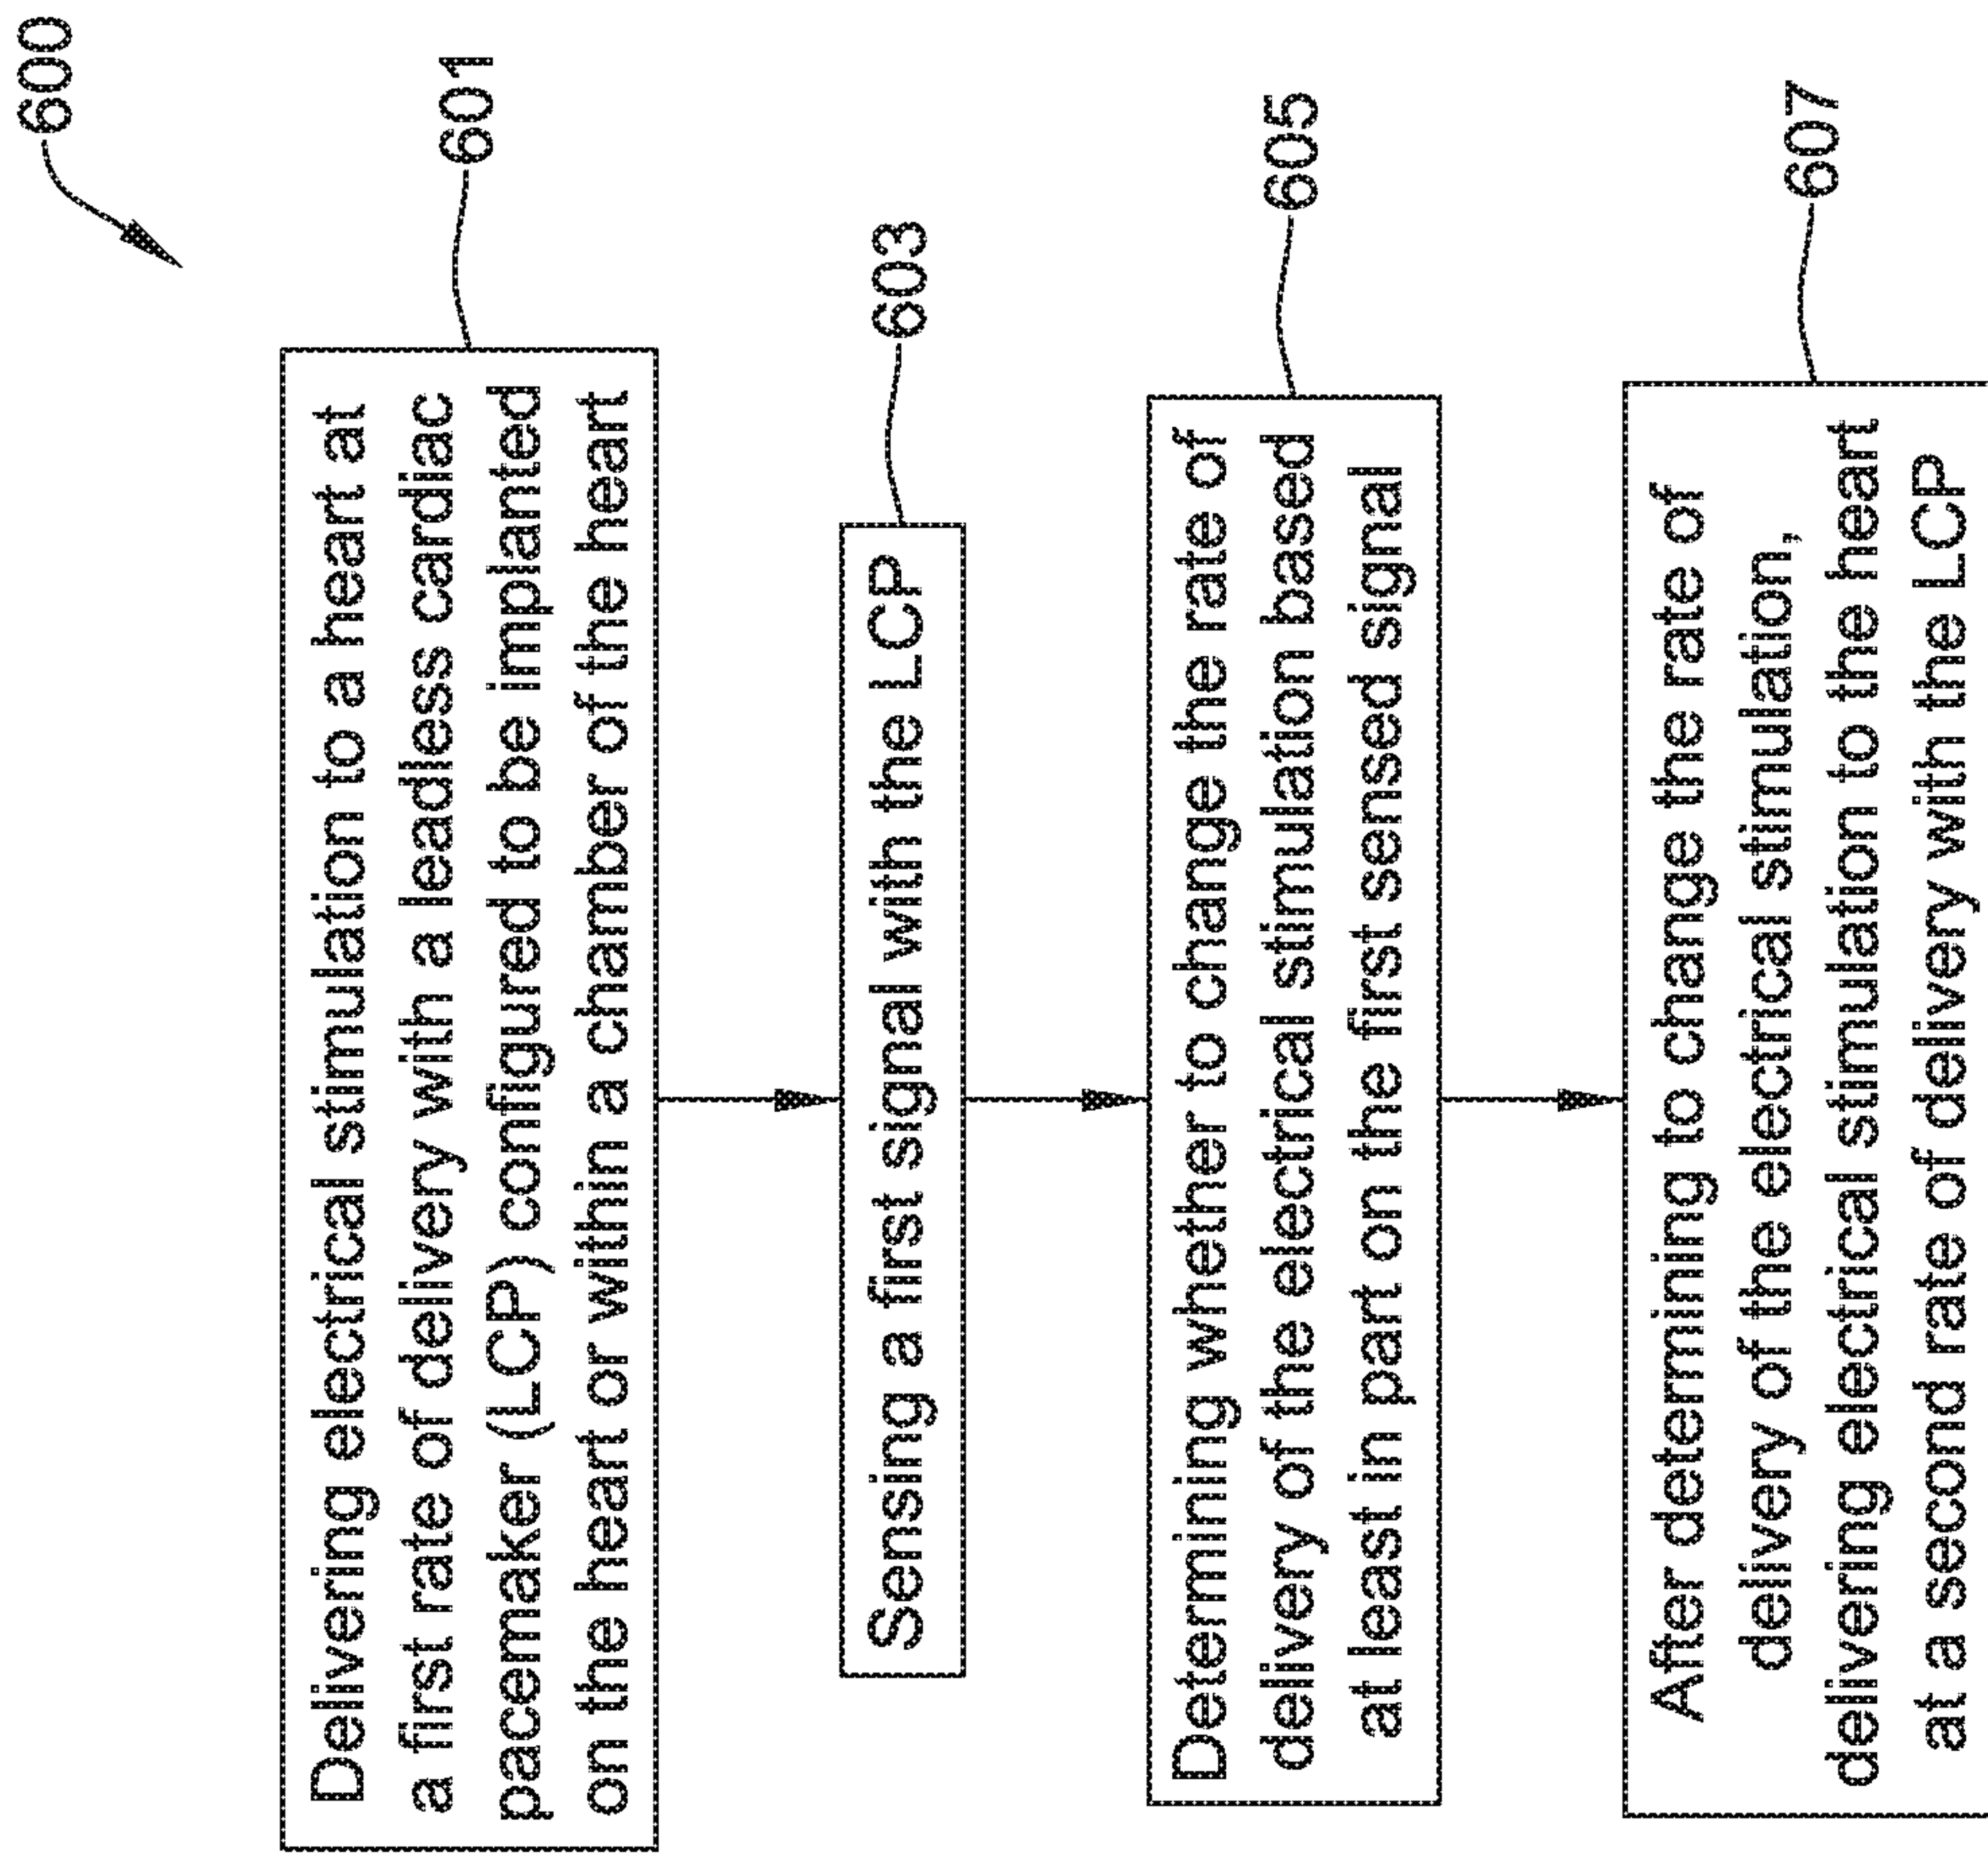 600
Delivering electrical stimulation to a heart at
a first rate of delivery with a leadless cardiac
pacemaker (LCP) configured to be implanted
on the heart or within a chamber of the heart
601
Sensing a first signal with the LCP
603
Determining whether to change the rate of
delivery of the electrical stimulation based
at least in part on the first sensed signal
605
After determining to change the rate of
delivery of the electrical stimulation,
delivering electrical stimulation to the heart
at a second rate of delivery with the LCP
607